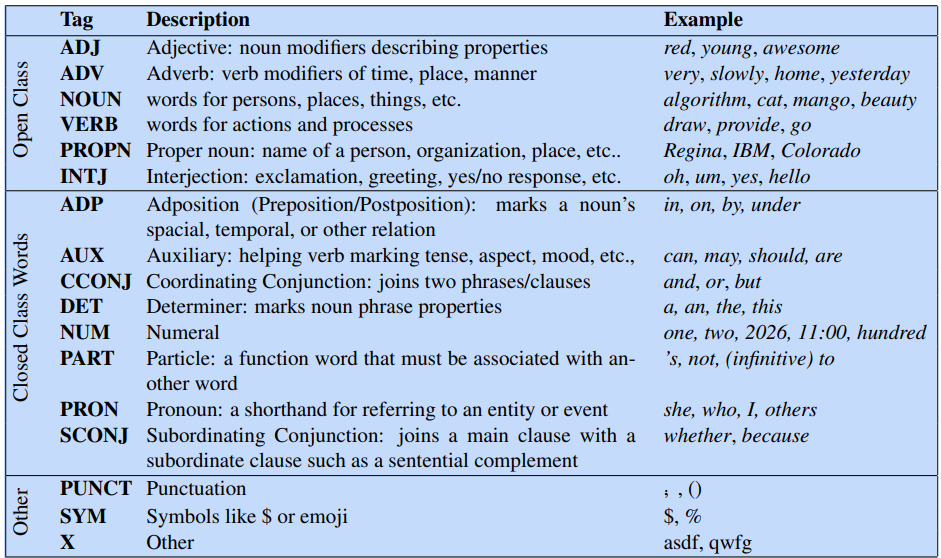 Tag Description Example
Open Class
ADJ Adjective: noun modifiers describing properties red, young, awesome
ADV Adverb: verb modifiers of time, place, manner very, slowly, home, yesterday
NOUN words for persons, places, things, etc. algorithm, cat, mango, beauty
VERB words for actions and processes draw, provide, go
PROPN Proper noun: name of a person, organization, place, etc.. Regina, IBM, Colorado
INTJ Interjection: exclamation, greeting, yes/no response, etc. oh, um, yes, hello
Closed Class Words
ADP Adposition (Preposition/Postposition): marks a noun’s in, on, by, under
spacial, temporal, or other relation
AUX Auxiliary: helping verb marking tense, aspect, mood, etc., can, may, should, are
CCONJ Coordinating Conjunction: joins two phrases/clauses and, or, but
DET Determiner: marks noun phrase properties a, an, the, this
NUM Numeral one, two, 2026, 11:00, hundred
PART Particle: a function word that must be associated with an- ’s, not, (infinitive) to
other word
PRON Pronoun: a shorthand for referring to an entity or event she, who, I, others
SCONJ Subordinating Conjunction: joins a main clause with a whether, because
subordinate clause such as a sentential complement
Other
PUNCT Punctuation ; , ()
SYM Symbols like $ or emoji $, %
X Other asdf, qwfg